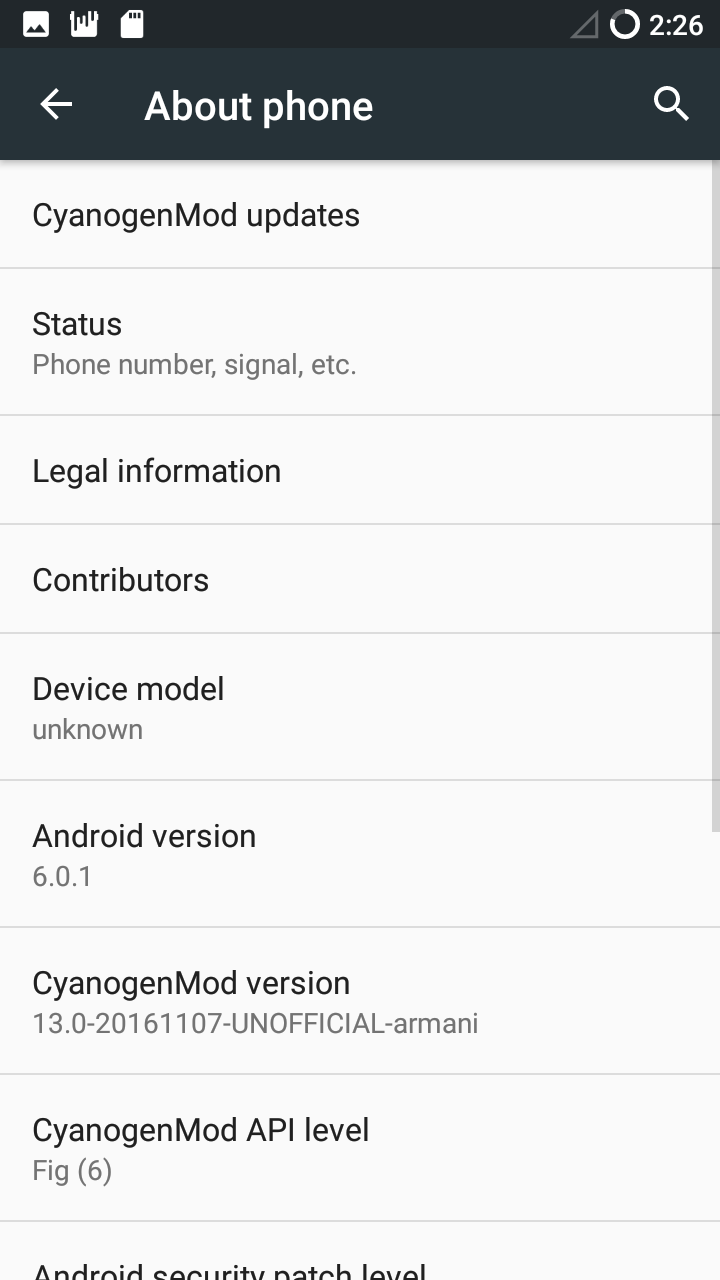 2:26
About phone
CyanogenMod updates
Status
Phone number, signal, etc.
Legal information
Contributors
Device model
unknown
Android version
6.0.1
CyanogenMod version
13.0-20161107-UNOFFICIAL-armani
CyanogenMod API level
Fig (6)
Android security patch level